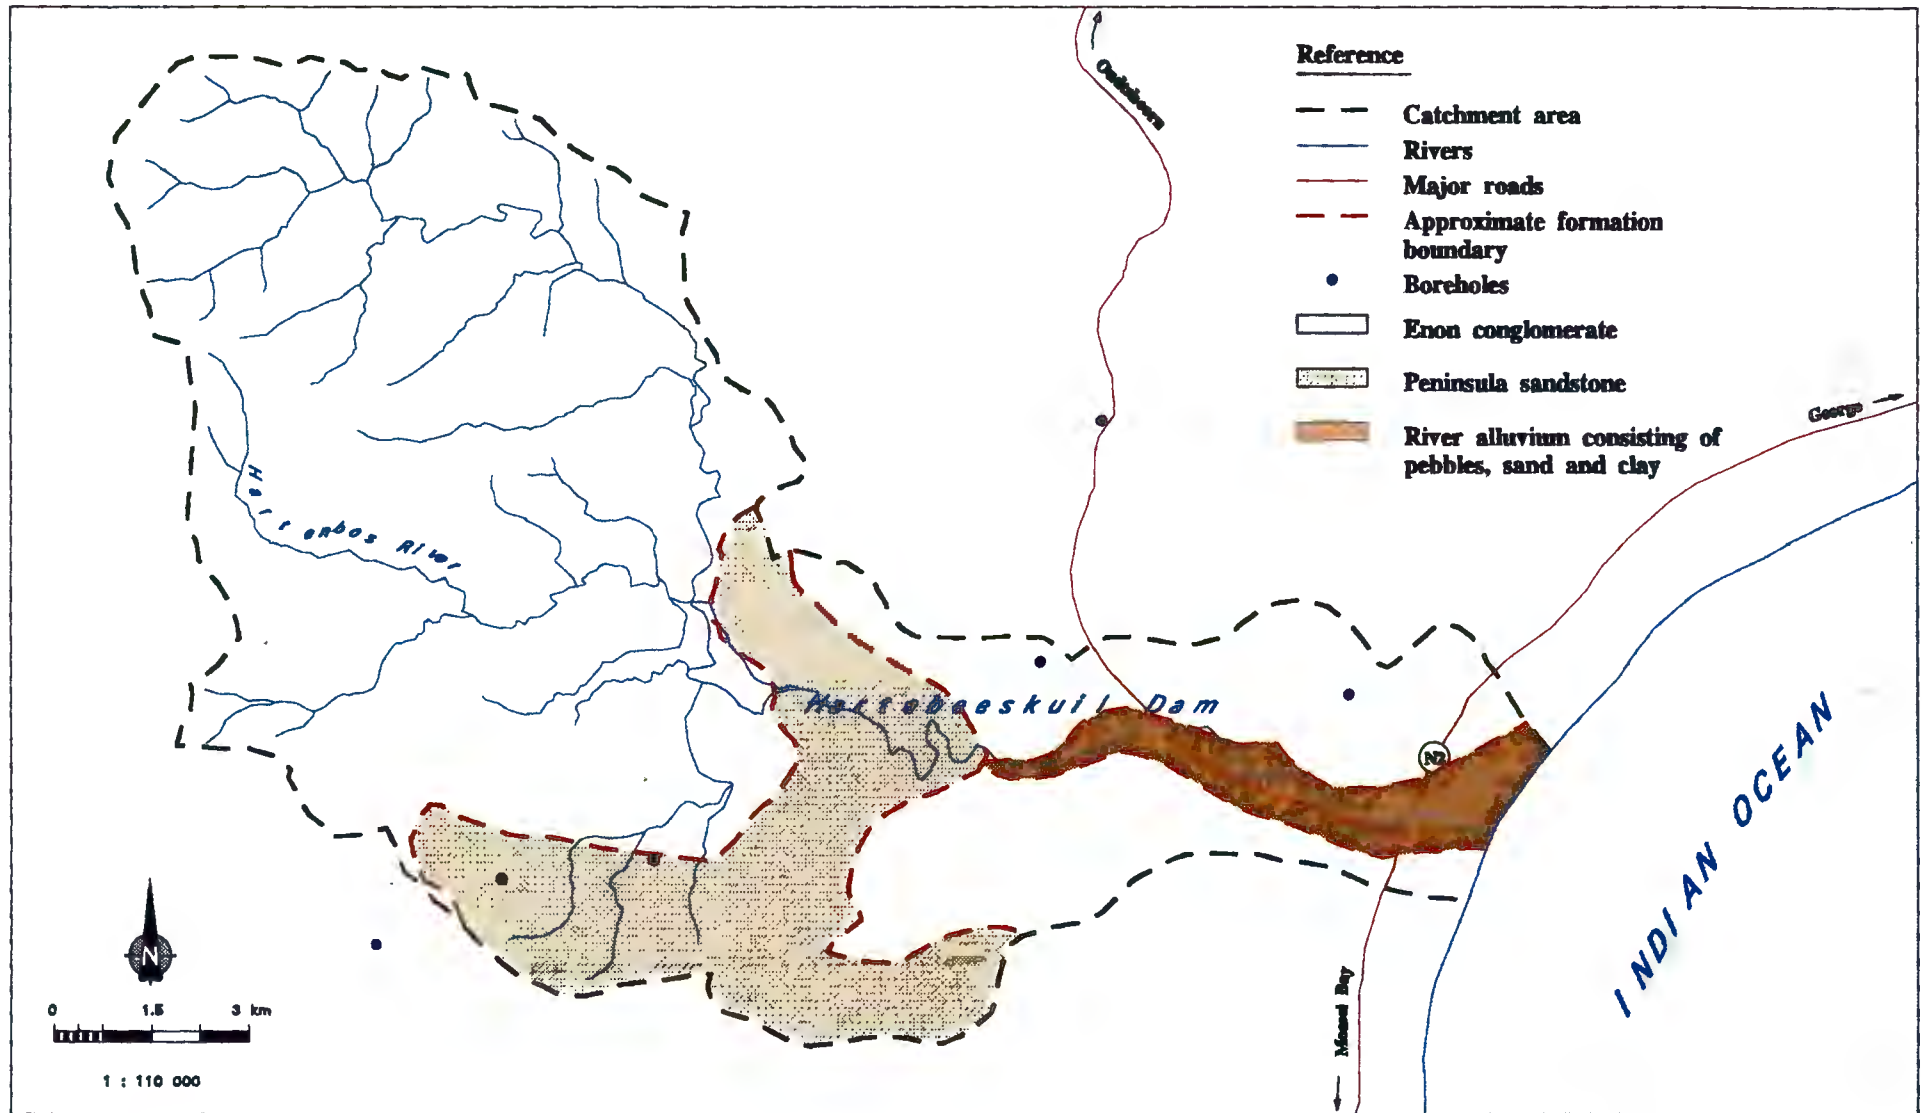 Reference
Catchment area
Rivers
Major roads
Approximate formation
boundary
Boreholes
Enon conglomerate
Peninsula sandstone
River alluvium consisting of
pebbles, sand and clay
Oudtshoorn
George
Hartenbos River
Hartebeeskuil Dam
N2
INDIAN OCEAN
Mossel Bay
N
0 1.5 3 km
1 : 110 000